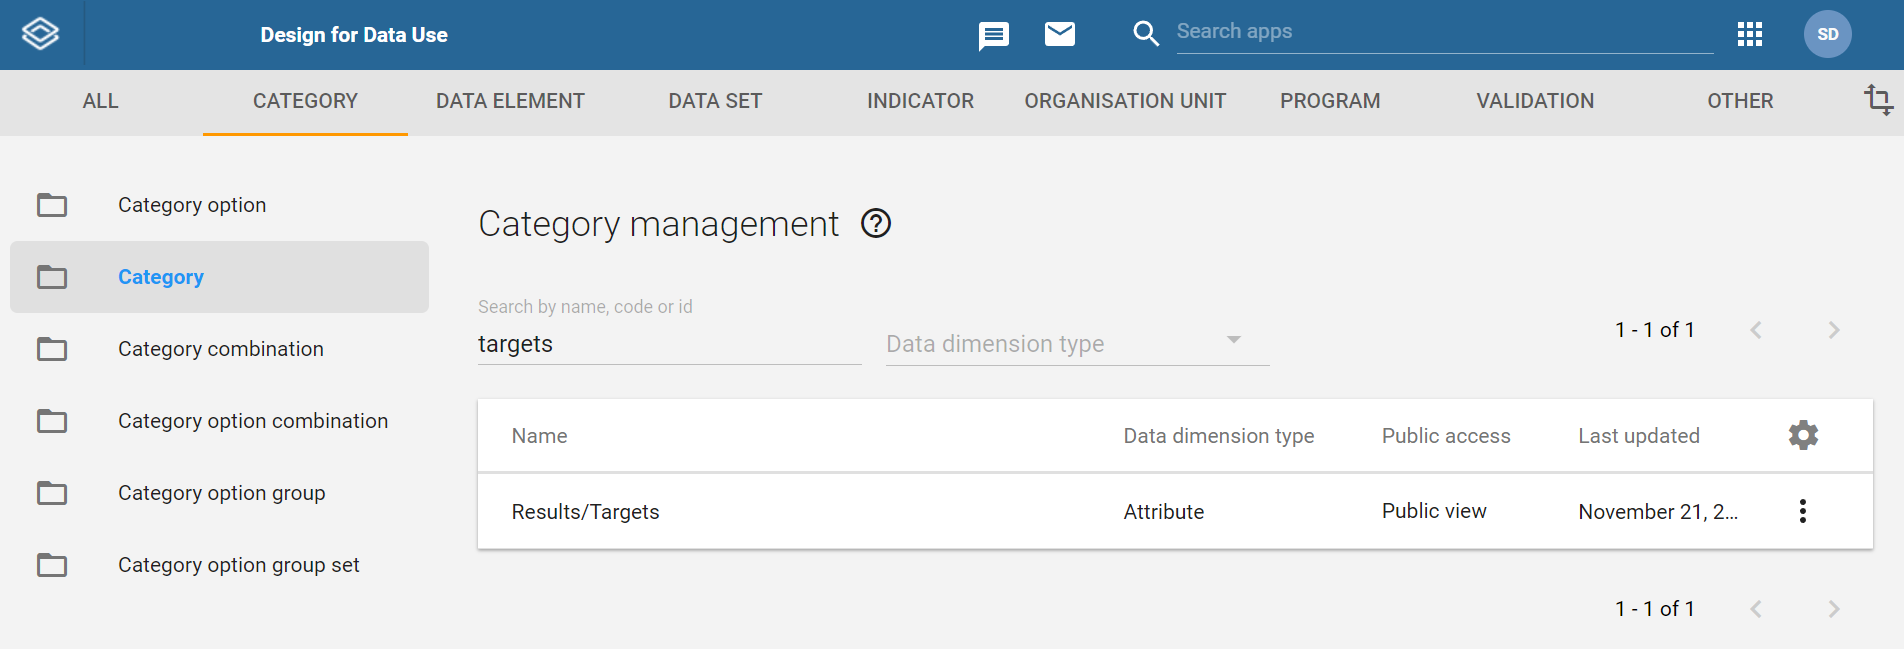 Design for Data Use
Search apps
SD
ALL CATEGORY DATA ELEMENT DATA SET INDICATOR ORGANISATION UNIT PROGRAM VALIDATION OTHER
Category option
Category
Category combination
Category option combination
Category option group
Category option group set
Category management
Search by name, code or id
targets
Data dimension type
1 - 1 of 1
Name Data dimension type Public access Last updated
Results/Targets Attribute Public view November 21, 2...
1 - 1 of 1